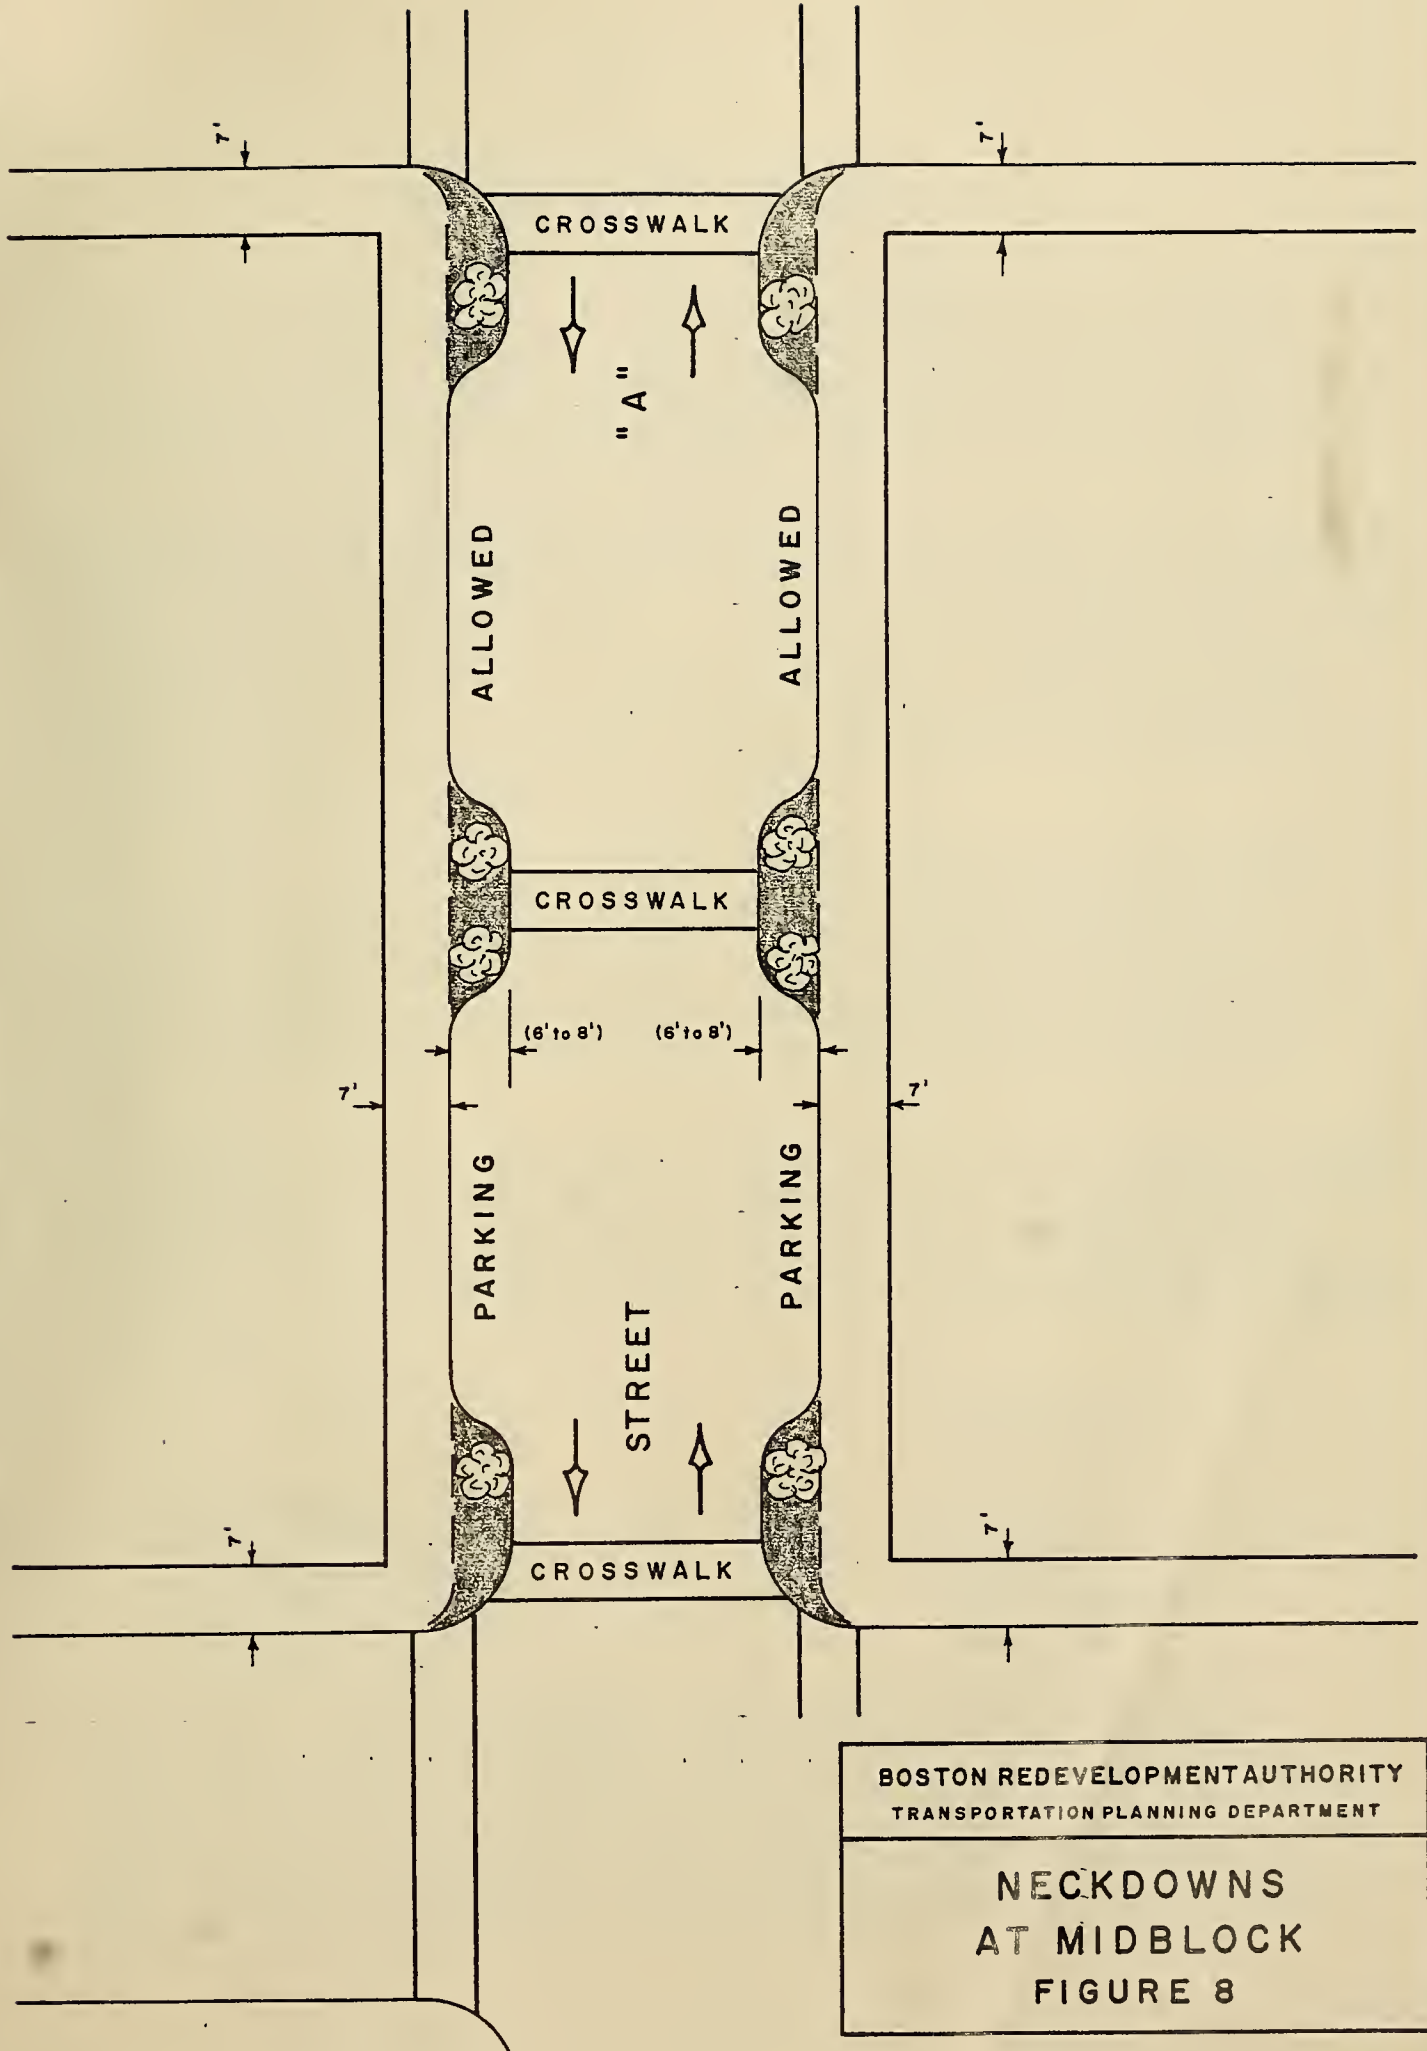 7'
7'
CROSSWALK
"A"
ALLOWED
ALLOWED
CROSSWALK
(6' to 8')
(6' to 8')
7'
7'
PARKING
PARKING
STREET
7'
7'
CROSSWALK
BOSTON REDEVELOPMENT AUTHORITY
TRANSPORTATION PLANNING DEPARTMENT
NECKDOWNS
AT MIDBLOCK
FIGURE 8